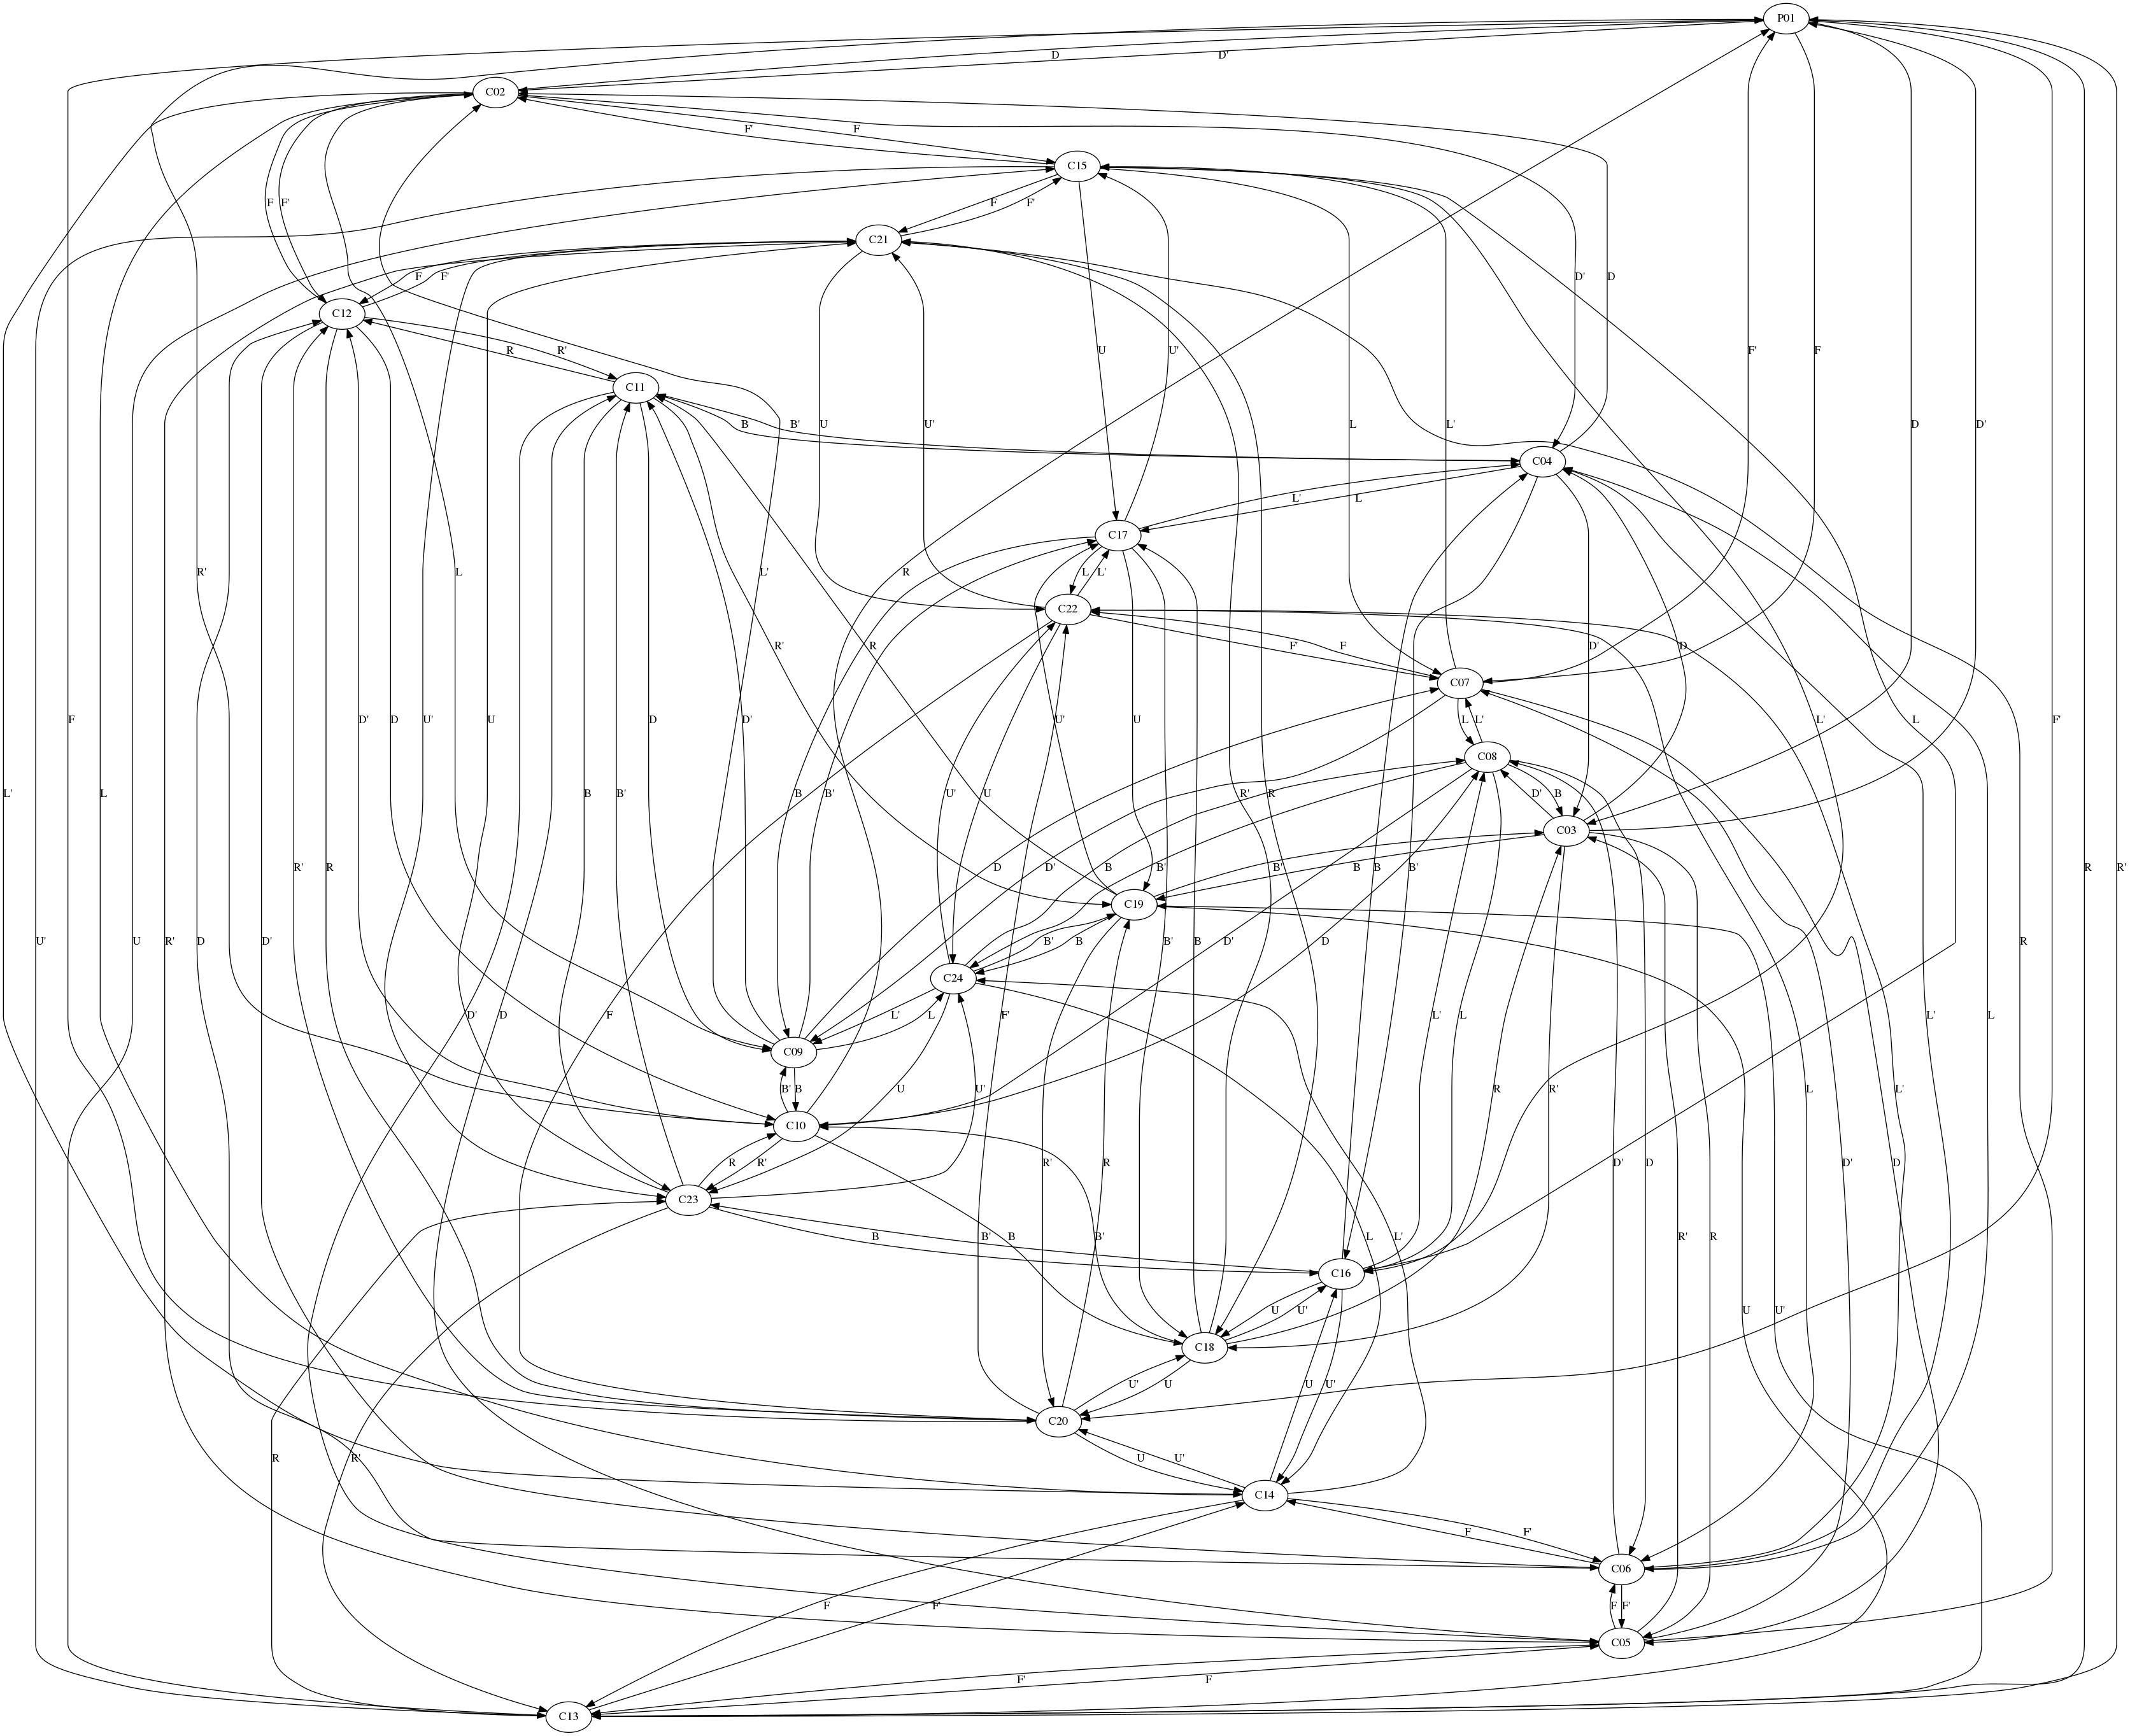 P01
D
D'
C02
F'
F
C15
F
F'
C21
F
F'
F
F'
C12
R
R'
C11
D'
D
U
U'
L
L'
F'
F
D
D'
B'
B
C04
L'
L
C17
R'
L
R
L
L'
U
U'
C22
F'
F
R'
R
D'
D
C07
F
L'
L
D'
D
U'
U
L'
D
D'
B
B'
U'
U
L
L'
C08
D'
B
C03
L'
L
F'
R
R'
B
B'
D
D'
B'
B
C19
U'
L
R'
L
U
R'
D
D'
R'
R
F
U
U'
B
B'
B'
B
B'
B
D'
D
L'
L
R
C24
L'
L
C09
B'
B
C10
U
U'
R
R'
C23
D'
D
F
F'
R'
R
B
B'
R
R'
D'
D
L
L'
D'
D
R'
R
U
U'
B
B'
C16
U
U'
C18
U'
U
C20
U
U'
U
U'
L
L'
C14
R
R'
F
F'
F
F'
C06
F
F'
C05
F'
F
C13